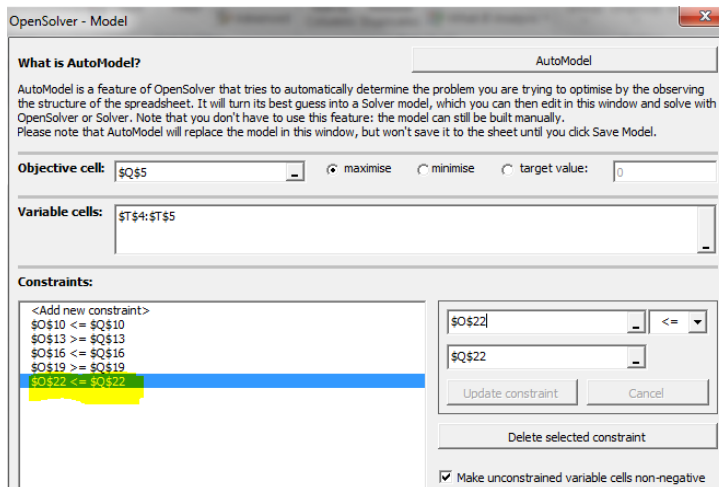 OpenSolver - Model
What is AutoModel?
AutoModel
AutoModel is a feature of OpenSolver that tries to automatically determine the problem you are trying to optimise by the observing
the structure of the spreadsheet. It will turn its best guess into a Solver model, which you can then edit in this window and solve with
OpenSolver or Solver. Note that you don't have to use this feature: the model can still be built manually.
Please note that AutoModel will replace the model in this window, but won't save it to the sheet until you click Save Model.
Objective cell: $Q$5 _ maximise minimise target value: 0
Variable cells: $T$4:$T$5 _
Constraints:
<Add new constraint>
$O$10 <= $Q$10
$O$13 >= $Q$13
$O$16 <= $Q$16
$O$19 >= $Q$19
$O$22 <= $Q$22
$O$22 _ <=
$Q$22 _
Update constraint Cancel
Delete selected constraint
Make unconstrained variable cells non-negative